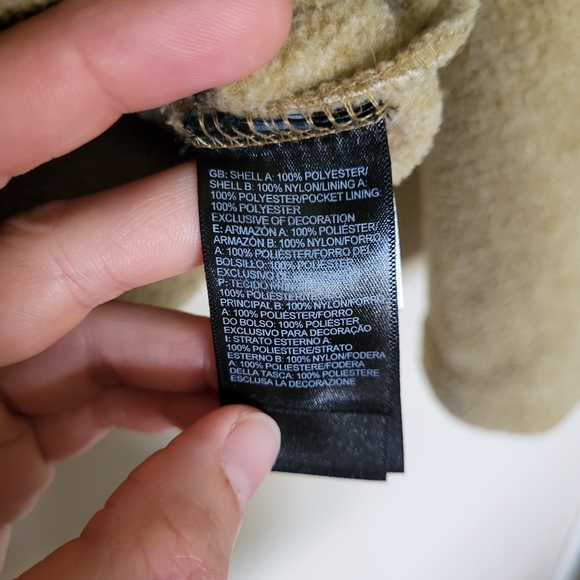 GB: SHELL A: 100% POLYESTER/
SHELL B: 100% NYLON/LINING A:
100% POLYESTER/POCKET LINING:
100% POLYESTER
EXCLUSIVE OF DECORATION
E: ARMAZÓN A: 100% POLIÉSTER/
ARMAZÓN B: 100% NYLON/FORRO
A: 100% POLIÉSTER/FORRO DEL
BOLSILLO: 100% POLIÉSTER
EXCLUSIVO
P: TECIDO
100% POLIÉSTER
PRINCIPAL B: 100% NYLON/FORRO
A: 100% POLIÉSTER/FORRO
DO BOLSO: 100% POLIÉSTER
EXCLUSIVO PARA DECORAÇÃO
I: STRATO ESTERNO A:
100% POLIESTERE/STRATO
ESTERNO B: 100% NYLON/FODERA
A: 100% POLIESTERE/FODERA
DELLA TASCA: 100% POLIESTERE
ESCLUSA LA DECORAZIONE